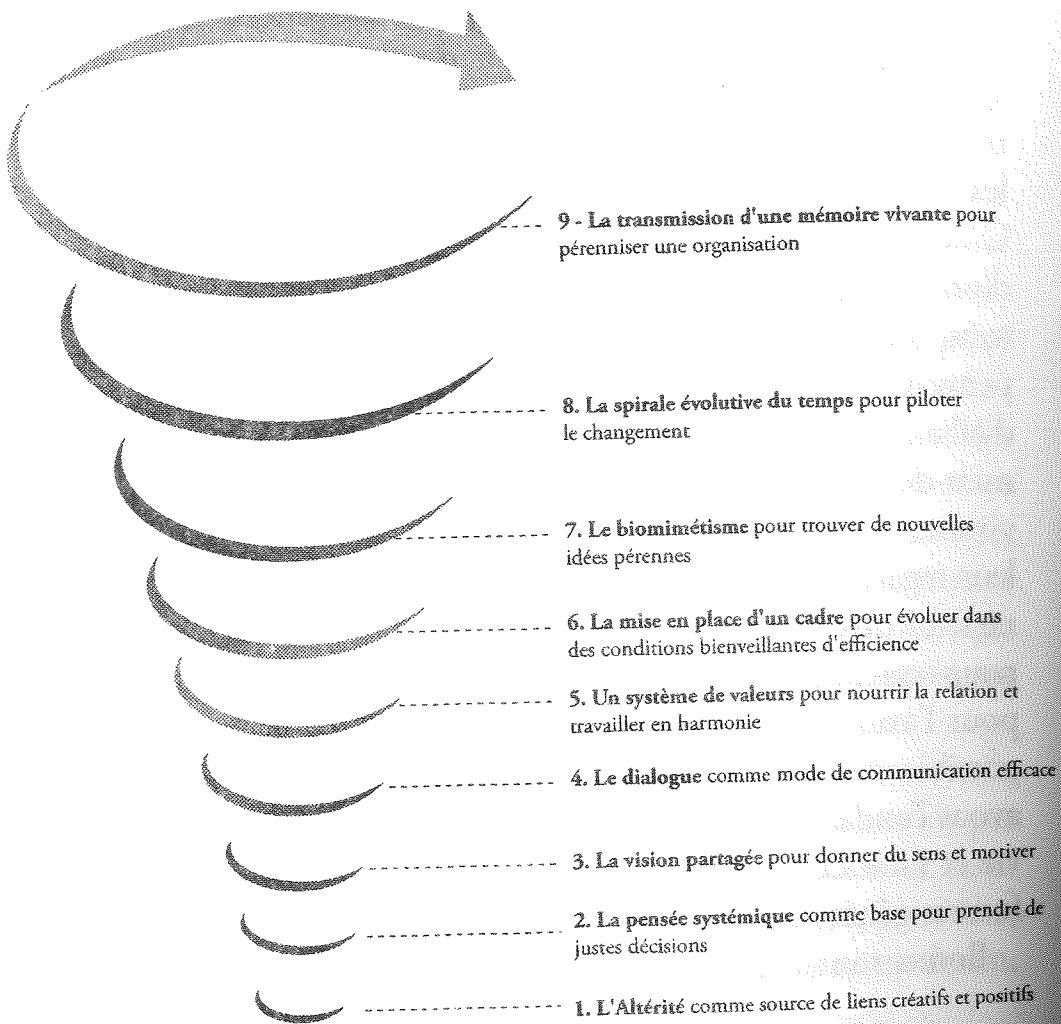 9 - La transmission d'une mémoire vivante pour
pérenniser une organisation
8. La spirale évolutive du temps pour piloter
le changement
7. Le biomimétisme pour trouver de nouvelles
idées pérennes
6. La mise en place d'un cadre pour évoluer dans
des conditions bienveillantes d'efficience
5. Un système de valeurs pour nourrir la relation et
travailler en harmonie
4. Le dialogue comme mode de communication efficace
3. La vision partagée pour donner du sens et motiver
2. La pensée systémique comme base pour prendre de
justes décisions
1. L'Altérité comme source de liens créatifs et positifs